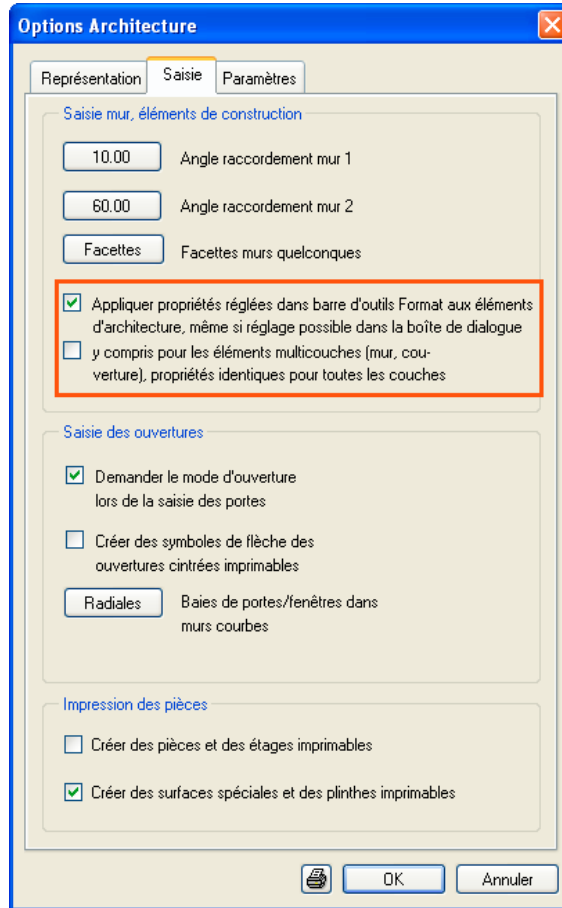 Options Architecture
Représentation Saisie Paramètres
Saisie mur, éléments de construction
10.00 Angle raccordement mur 1
60.00 Angle raccordement mur 2
Facettes Facettes murs quelconques
Appliquer propriétés réglées dans barre d'outils Format aux éléments
d'architecture, même si réglage possible dans la boîte de dialogue
y compris pour les éléments multicouches (mur, cou-
verture), propriétés identiques pour toutes les couches
Saisie des ouvertures
Demander le mode d'ouverture
lors de la saisie des portes
Créer des symboles de flèche des
ouvertures cintrées imprimables
Radiales Baies de portes/fenêtres dans
murs courbes
Impression des pièces
Créer des pièces et des étages imprimables
Créer des surfaces spéciales et des plinthes imprimables
OK Annuler